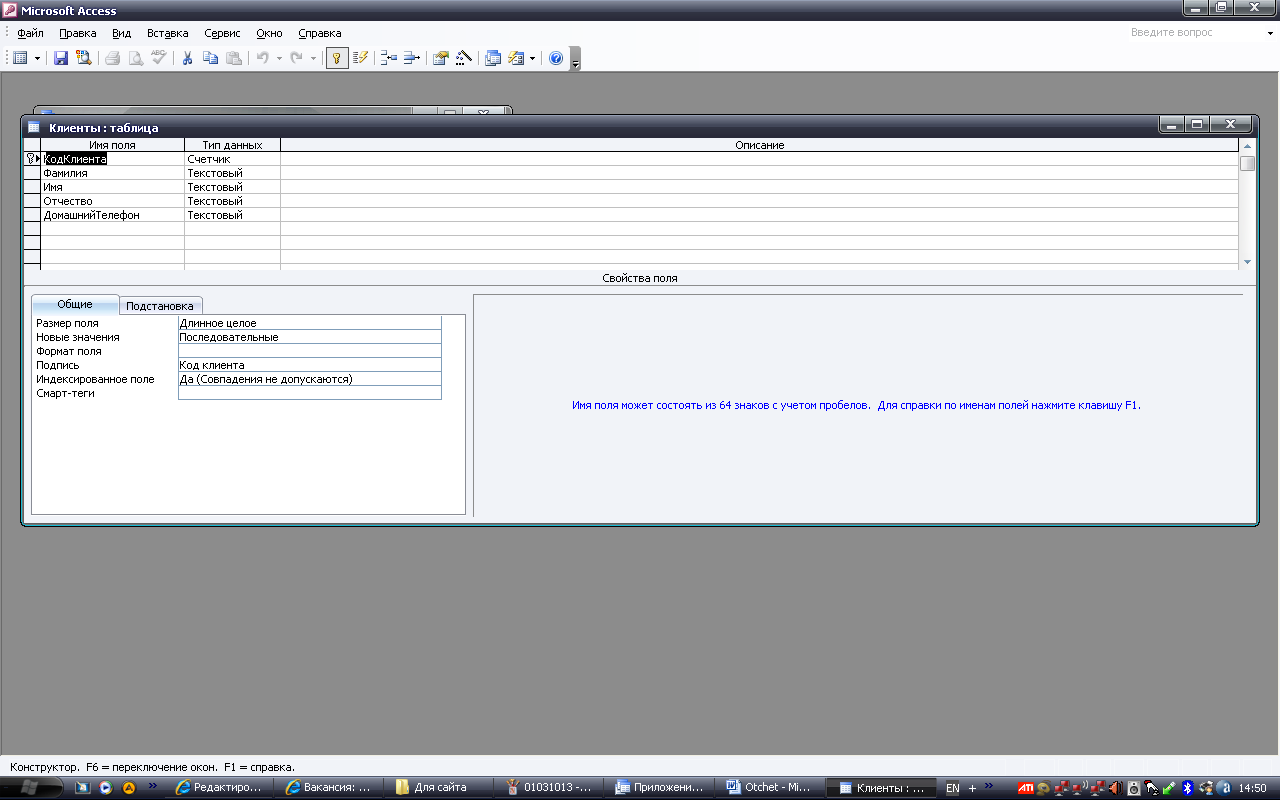 Microsoft Access
Файл Правка Вид Вставка Сервис Окно Справка
Введите вопрос
Клиенты : таблица
Имя поля Тип данных Описание
КодКлиента Счетчик
Фамилия Текстовый
Имя Текстовый
Отчество Текстовый
ДомашнийТелефон Текстовый
Свойства поля
Общие Подстановка
Размер поля Длинное целое
Новые значения Последовательные
Формат поля
Подпись Код клиента
Индексированное поле Да (Совпадения не допускаются)
Смарт-теги
Имя поля может состоять из 64 знаков с учетом пробелов. Для справки по именам полей нажмите клавишу F1.
Конструктор. F6 = переключение окон. F1 = справка.
Редактиро... Вакансия: ... Для сайта 01031013 -... Приложени... Otchet - Mi... Клиенты : ... EN ATI 14:50